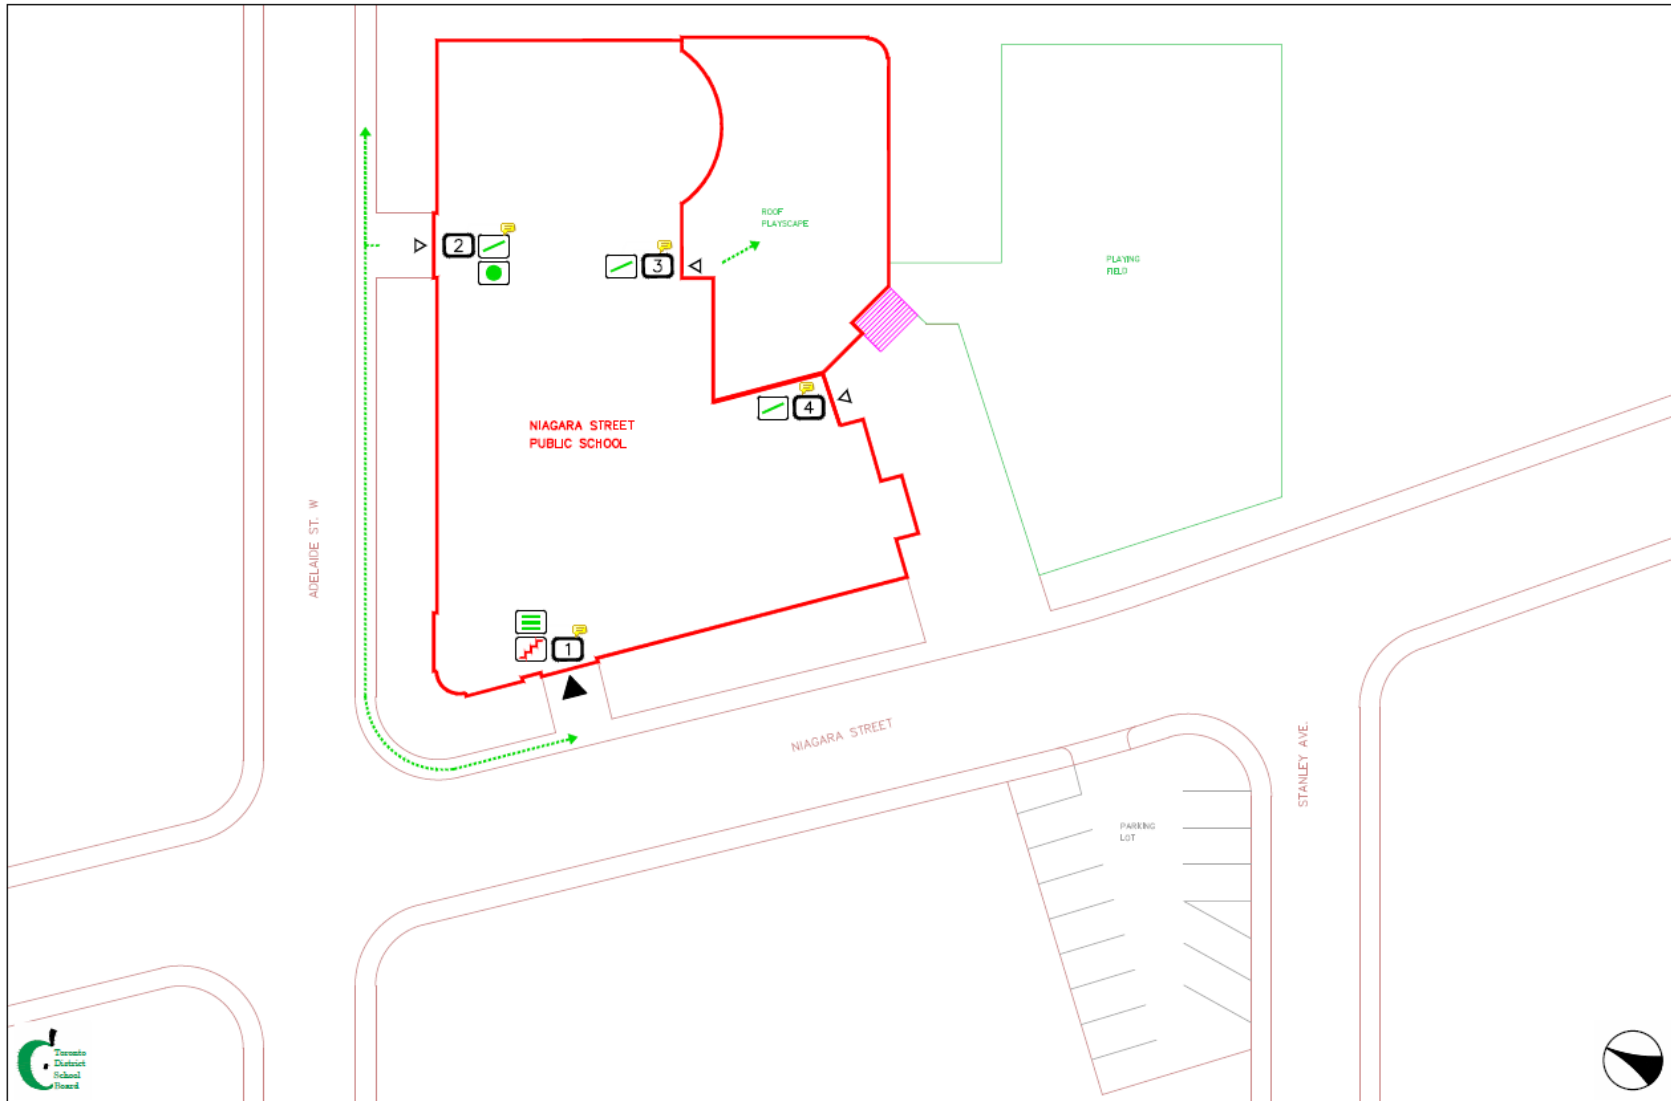 ROOF
PLAYSCAPE
2
3
PLAYING
FIELD
4
NIAGARA STREET
PUBLIC SCHOOL
ADELAIDE ST. W
1
NIAGARA STREET
STANLEY AVE.
PARKING
LOT
Toronto
District
School
Board